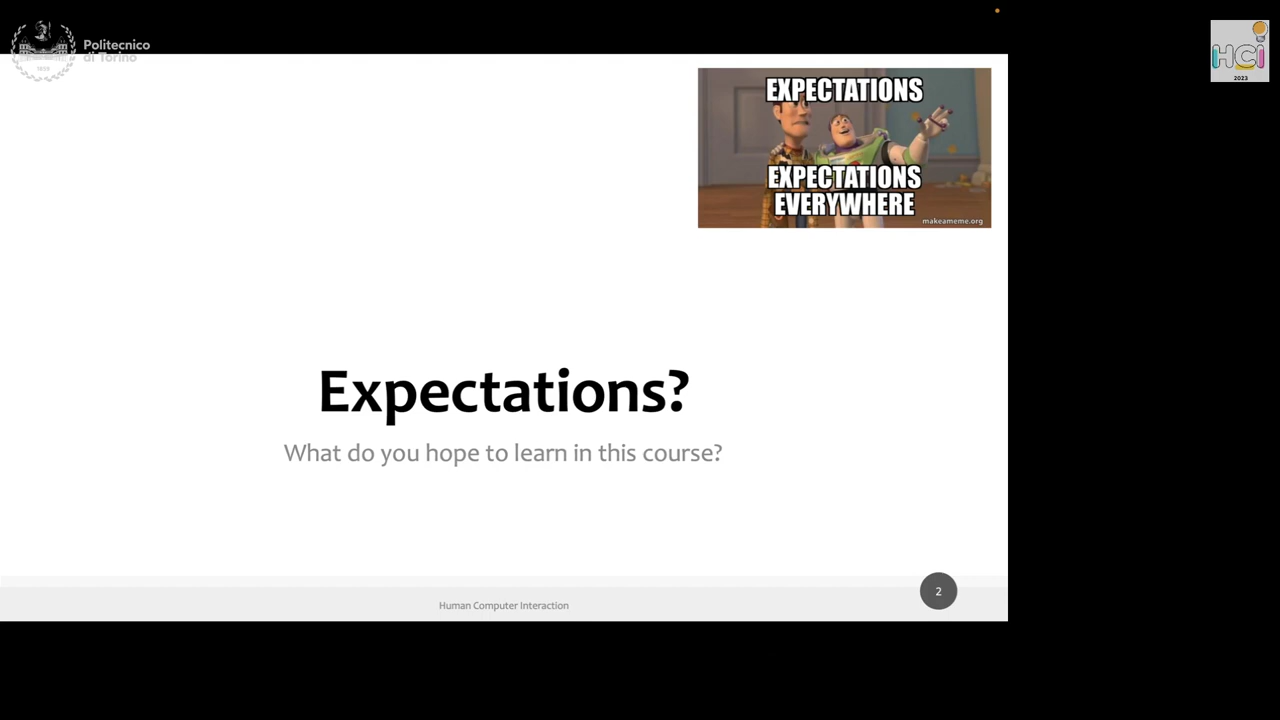 Politecnico
di Torino
1859
HCI
2023
EXPECTATIONS
EXPECTATIONS
EVERYWHERE
makeameme.org
Expectations?
What do you hope to learn in this course?
2
Human Computer Interaction